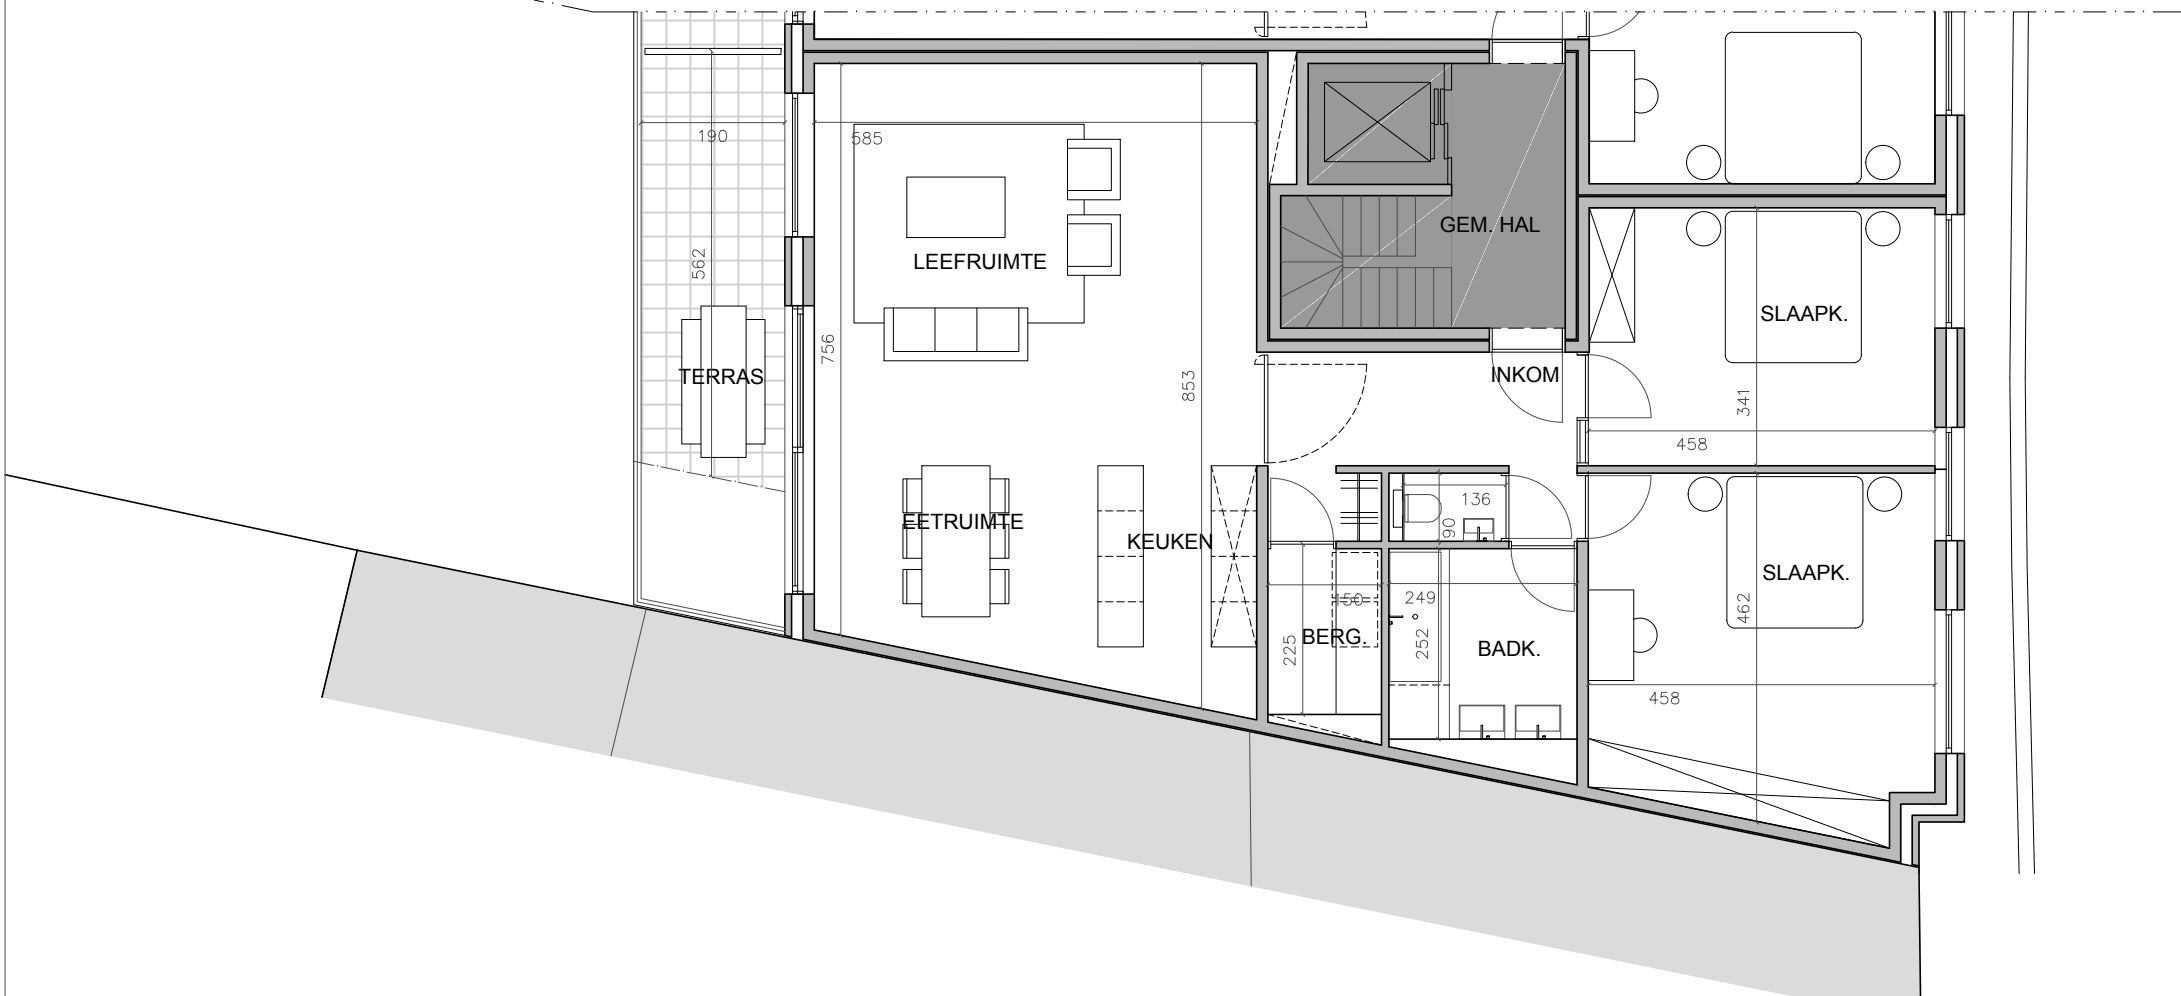 190
585
GEM. HAL
LEEFRUIMTE
562
SLAAPK.
756
TERRAS
853
INKOM
341
458
136
EETRUIMTE
KEUKEN
90
SLAAPK.
150
249
462
225
BERG.
252
BADK.
458